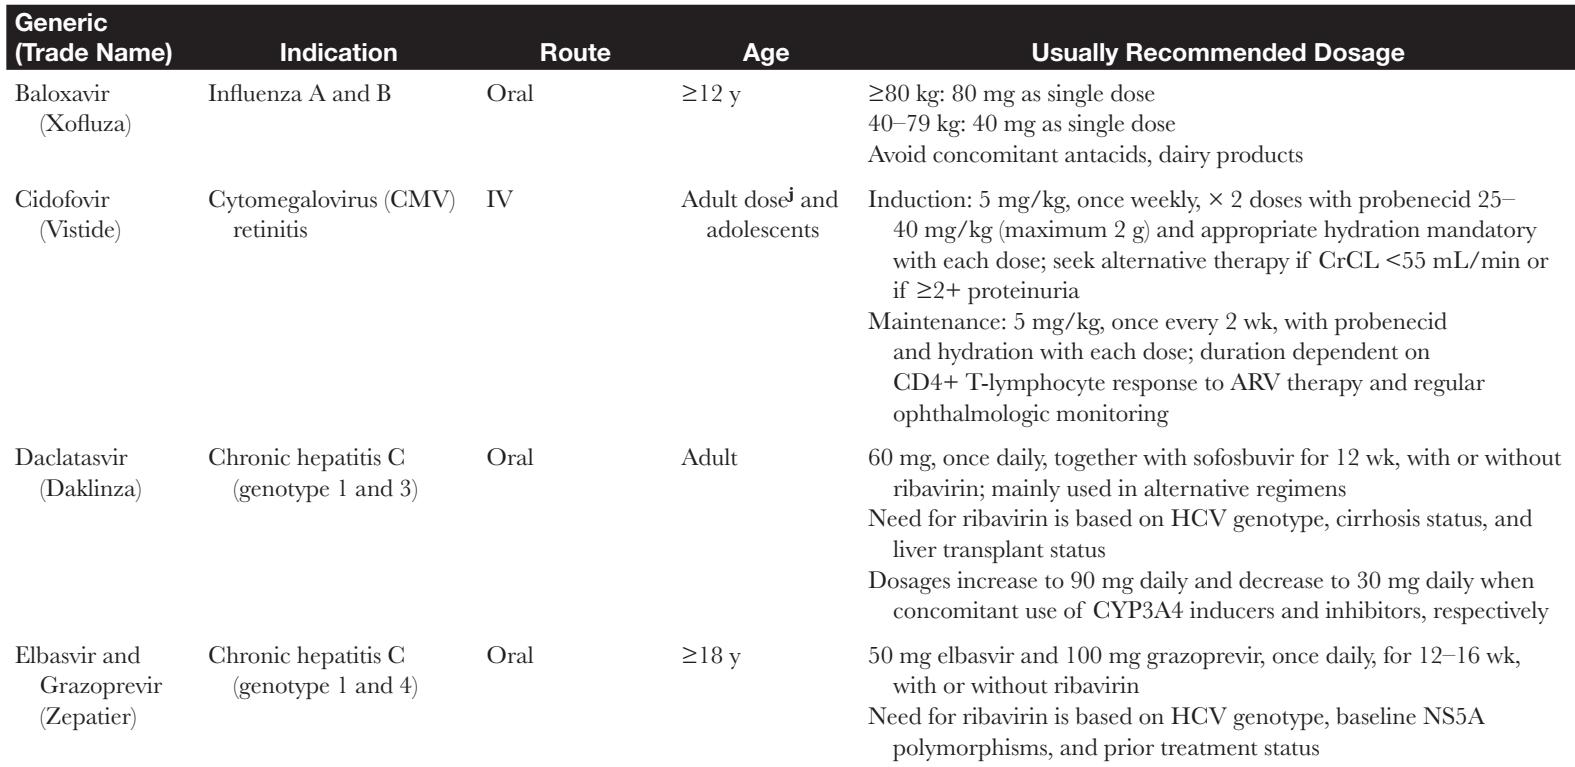 Generic
(Trade Name) Indication Route Age Usually Recommended Dosage
Baloxavir Influenza A and B Oral ≥12 y ≥80 kg: 80 mg as single dose
(Xofluza) 40–79 kg: 40 mg as single dose
Avoid concomitant antacids, dairy products
Cidofovir Cytomegalovirus (CMV) IV Adult doseʲ and Induction: 5 mg/kg, once weekly, × 2 doses with probenecid 25–
(Vistide) retinitis adolescents 40 mg/kg (maximum 2 g) and appropriate hydration mandatory
with each dose; seek alternative therapy if CrCL <55 mL/min or
if ≥2+ proteinuria
Maintenance: 5 mg/kg, once every 2 wk, with probenecid
and hydration with each dose; duration dependent on
CD4+ T-lymphocyte response to ARV therapy and regular
ophthalmologic monitoring
Daclatasvir Chronic hepatitis C Oral Adult 60 mg, once daily, together with sofosbuvir for 12 wk, with or without
(Daklinza) (genotype 1 and 3) ribavirin; mainly used in alternative regimens
Need for ribavirin is based on HCV genotype, cirrhosis status, and
liver transplant status
Dosages increase to 90 mg daily and decrease to 30 mg daily when
concomitant use of CYP3A4 inducers and inhibitors, respectively
Elbasvir and Chronic hepatitis C Oral ≥18 y 50 mg elbasvir and 100 mg grazoprevir, once daily, for 12–16 wk,
Grazoprevir (genotype 1 and 4) with or without ribavirin
(Zepatier) Need for ribavirin is based on HCV genotype, baseline NS5A
polymorphisms, and prior treatment status